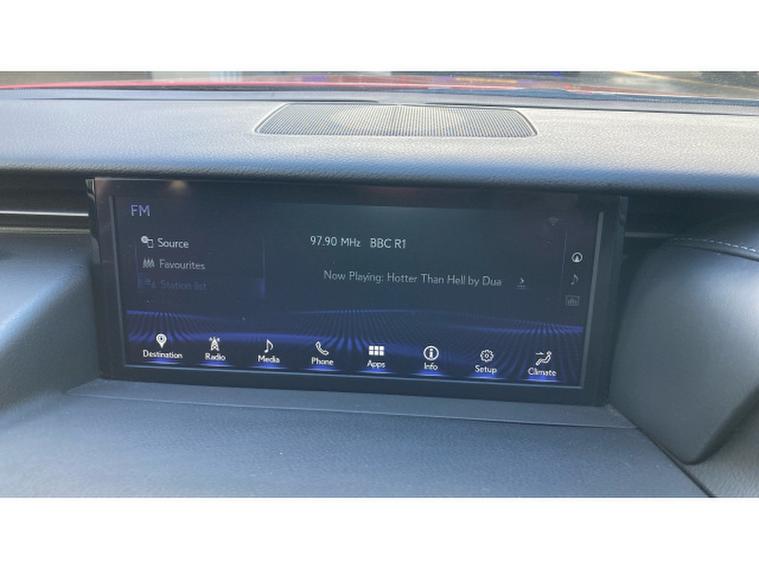 FM
Source
97.90 MHz BBC R1
Favourites
Now Playing: Hotter Than Hell by Dua
Station list
Destination Radio Media Phone Apps Info Setup Climate